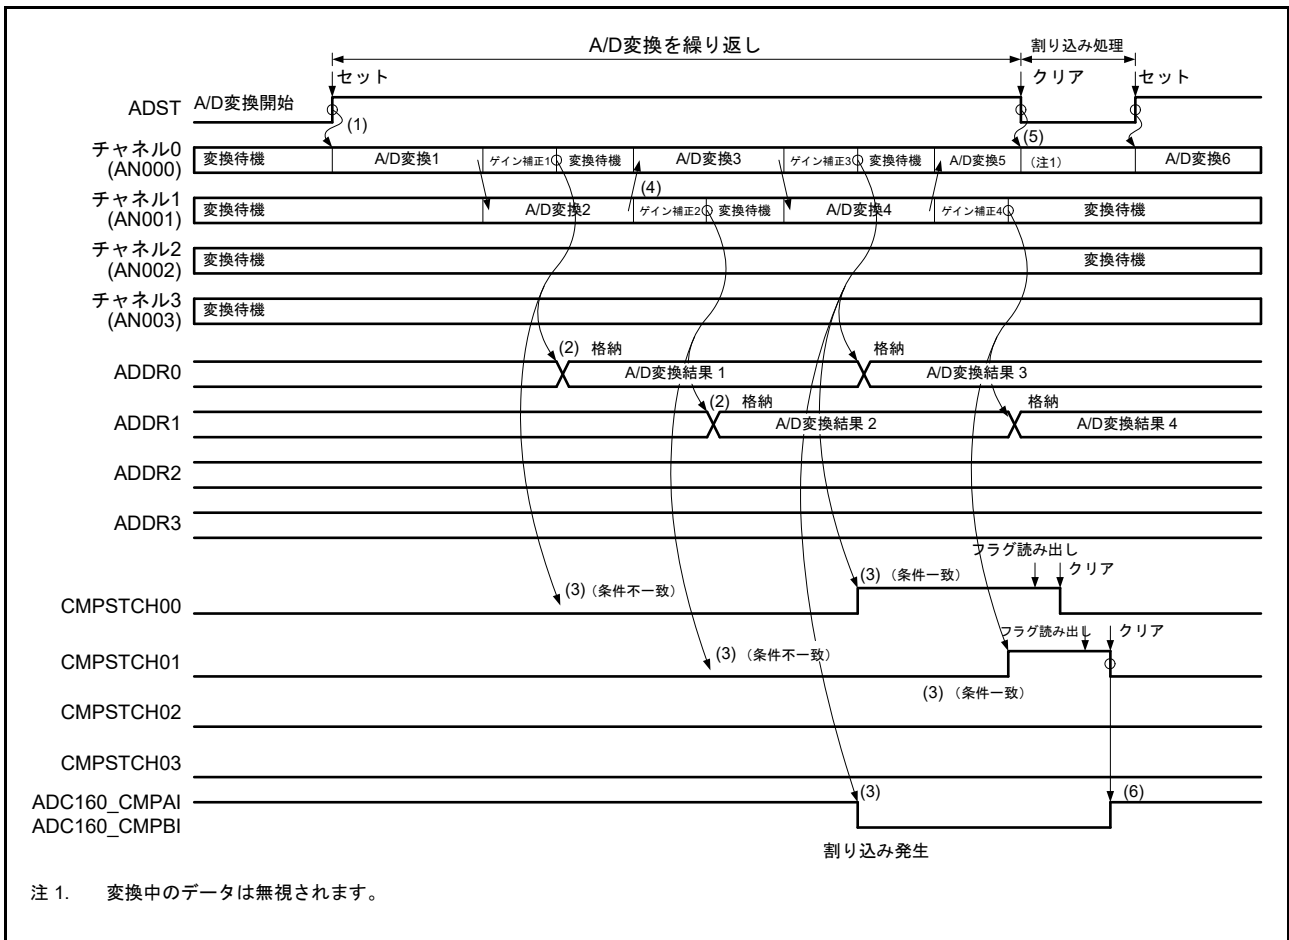 A/D変換を繰り返し
割り込み処理
セット
クリア
セット
ADST
A/D変換開始
(1)
(5)
チャネル0
(AN000)
変換待機
A/D変換1
ゲイン補正1
変換待機
A/D変換3
ゲイン補正3
変換待機
A/D変換5
(注1)
A/D変換6
(4)
チャネル1
(AN001)
変換待機
A/D変換2
ゲイン補正2
変換待機
A/D変換4
ゲイン補正4
変換待機
チャネル2
(AN002)
変換待機
変換待機
チャネル3
(AN003)
変換待機
(2) 格納
格納
ADDR0
A/D変換結果 1
A/D変換結果 3
(2) 格納
格納
ADDR1
A/D変換結果 2
A/D変換結果 4
ADDR2
ADDR3
フラグ読み出し
クリア
(3) (条件不一致)
(3) (条件一致)
CMPSTCH00
フラグ読み出し
クリア
(3) (条件不一致)
CMPSTCH01
(3) (条件一致)
CMPSTCH02
CMPSTCH03
(3)
(6)
ADC160_CMPAI
ADC160_CMPBI
割り込み発生
注 1. 変換中のデータは無視されます。